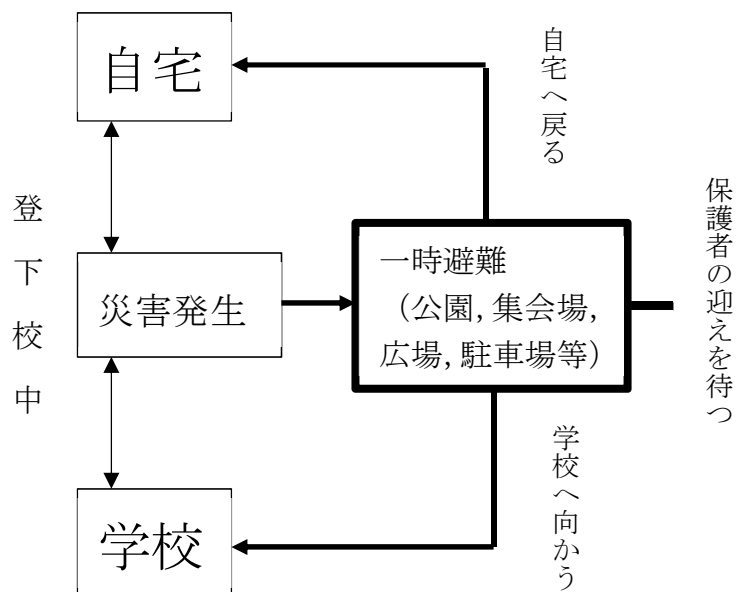 自宅
自宅へ戻る
保護者の迎えを待つ
登下校中
災害発生
一時避難
（公園,集会場,
広場,駐車場等）
学校へ向かう
学校